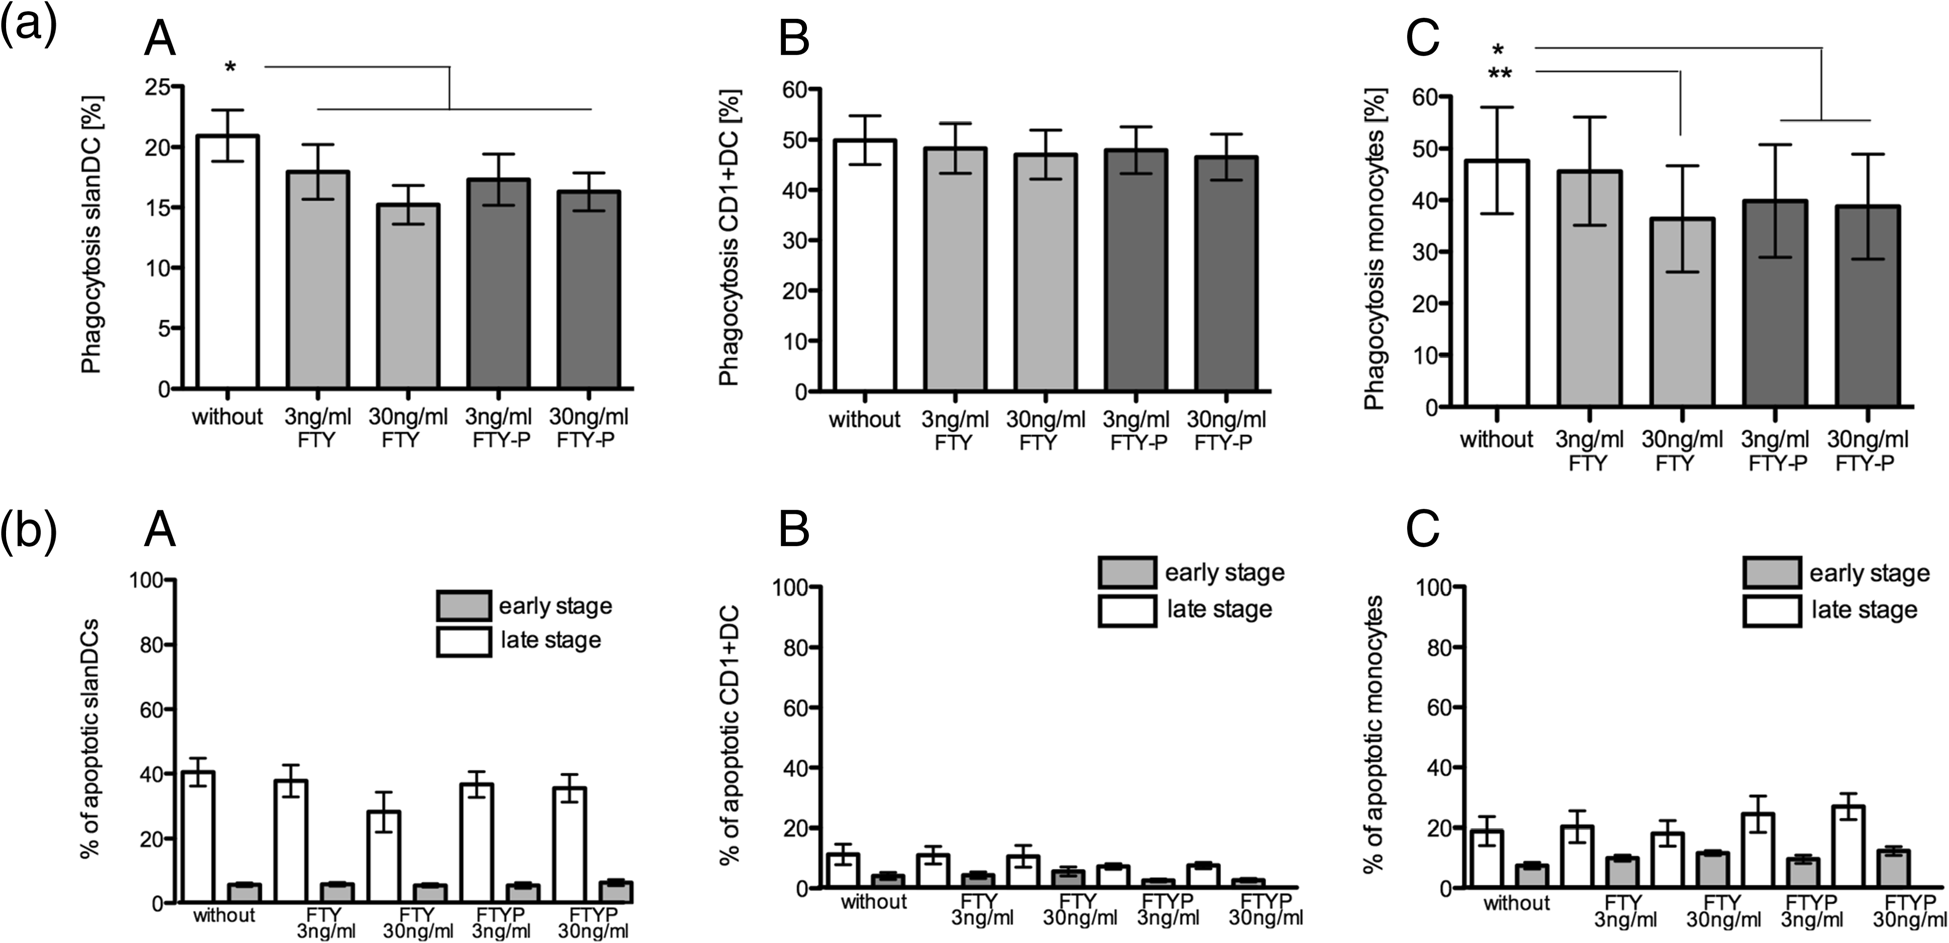 (a)
A
*
Phagocytosis slanDC [%]
25
20
15
10
5
0
without
3ng/ml
FTY
30ng/ml
FTY
3ng/ml
FTY-P
30ng/ml
FTY-P
B
Phagocytosis CD1+DC [%]
60
50
40
30
20
10
0
without
3ng/ml
FTY
30ng/ml
FTY
3ng/ml
FTY-P
30ng/ml
FTY-P
C
*
**
Phagocytosis monocytes [%]
60
50
40
30
20
10
0
without
3ng/ml
FTY
30ng/ml
FTY
3ng/ml
FTY-P
30ng/ml
FTY-P
(b)
A
% of apoptotic slanDCs
100
80
60
40
20
0
early stage
late stage
without
FTY
3ng/ml
FTY
30ng/ml
FTYP
3ng/ml
FTYP
30ng/ml
B
% of apoptotic CD1+DC
100
80
60
40
20
0
early stage
late stage
without
FTY
3ng/ml
FTY
30ng/ml
FTYP
3ng/ml
FTYP
30ng/ml
C
% of apoptotic monocytes
100
80
60
40
20
0
early stage
late stage
without
FTY
3ng/ml
FTY
30ng/ml
FTYP
3ng/ml
FTYP
30ng/ml